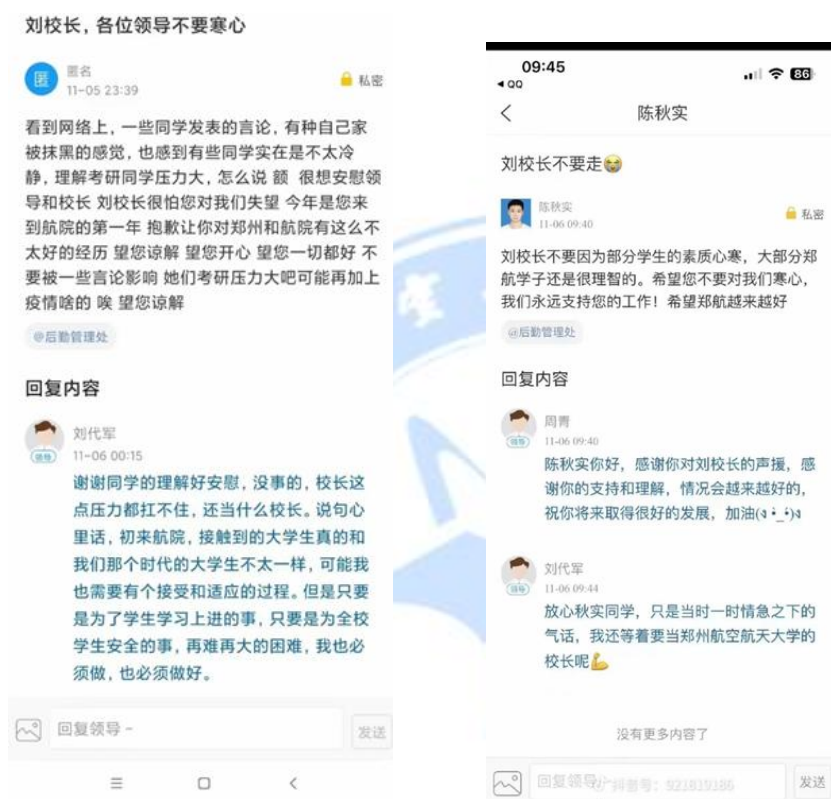 刘校长，各位领导不要寒心
匿
匿名
11-05 23:39
私密
看到网络上，一些同学发表的言论，有种自己家
被抹黑的感觉，也感到有些同学实在是不太冷
静，理解考研同学压力大，怎么说 额 很想安慰领
导和校长 刘校长很怕您对我们失望 今年是您来
到航院的第一年 抱歉让你对郑州和航院有这么不
太好的经历 望您谅解 望您开心 望您一切都好 不
要被一些言论影响 她们考研压力大吧可能再加上
疫情啥的 唉 望您谅解
@后勤管理处
回复内容
刘代军
领导
11-06 00:15
谢谢同学的理解好安慰，没事的，校长这
点压力都扛不住，还当什么校长。说句心
里话，初来航院，接触到的大学生真的和
我们那个时代的大学生不太一样，可能我
也需要有个接受和适应的过程。但是只要
是为了学生学习上进的事，只要是为全校
学生安全的事，再难再大的困难，我也必
须做，也必须做好。
回复领导~
发送
09:45
QQ
86
陈秋实
刘校长不要走😭
陈秋实
11-06 09:40
私密
刘校长不要因为部分学生的素质心寒，大部分郑
航学子还是很理智的。希望您不要对我们寒心，
我们永远支持您的工作！希望郑航越来越好
@后勤管理处
回复内容
周青
领导
11-06 09:40
陈秋实你好，感谢你对刘校长的声援，感
谢你的支持和理解，情况会越来越好的，
祝你将来取得很好的发展，加油(ง •̀_•́)ง
刘代军
领导
11-06 09:44
放心秋实同学，只是当时一时情急之下的
气话，我还等着要当郑州航空航天大学的
校长呢💪
没有更多内容了
回复领导~
抖音号：921819186
发送